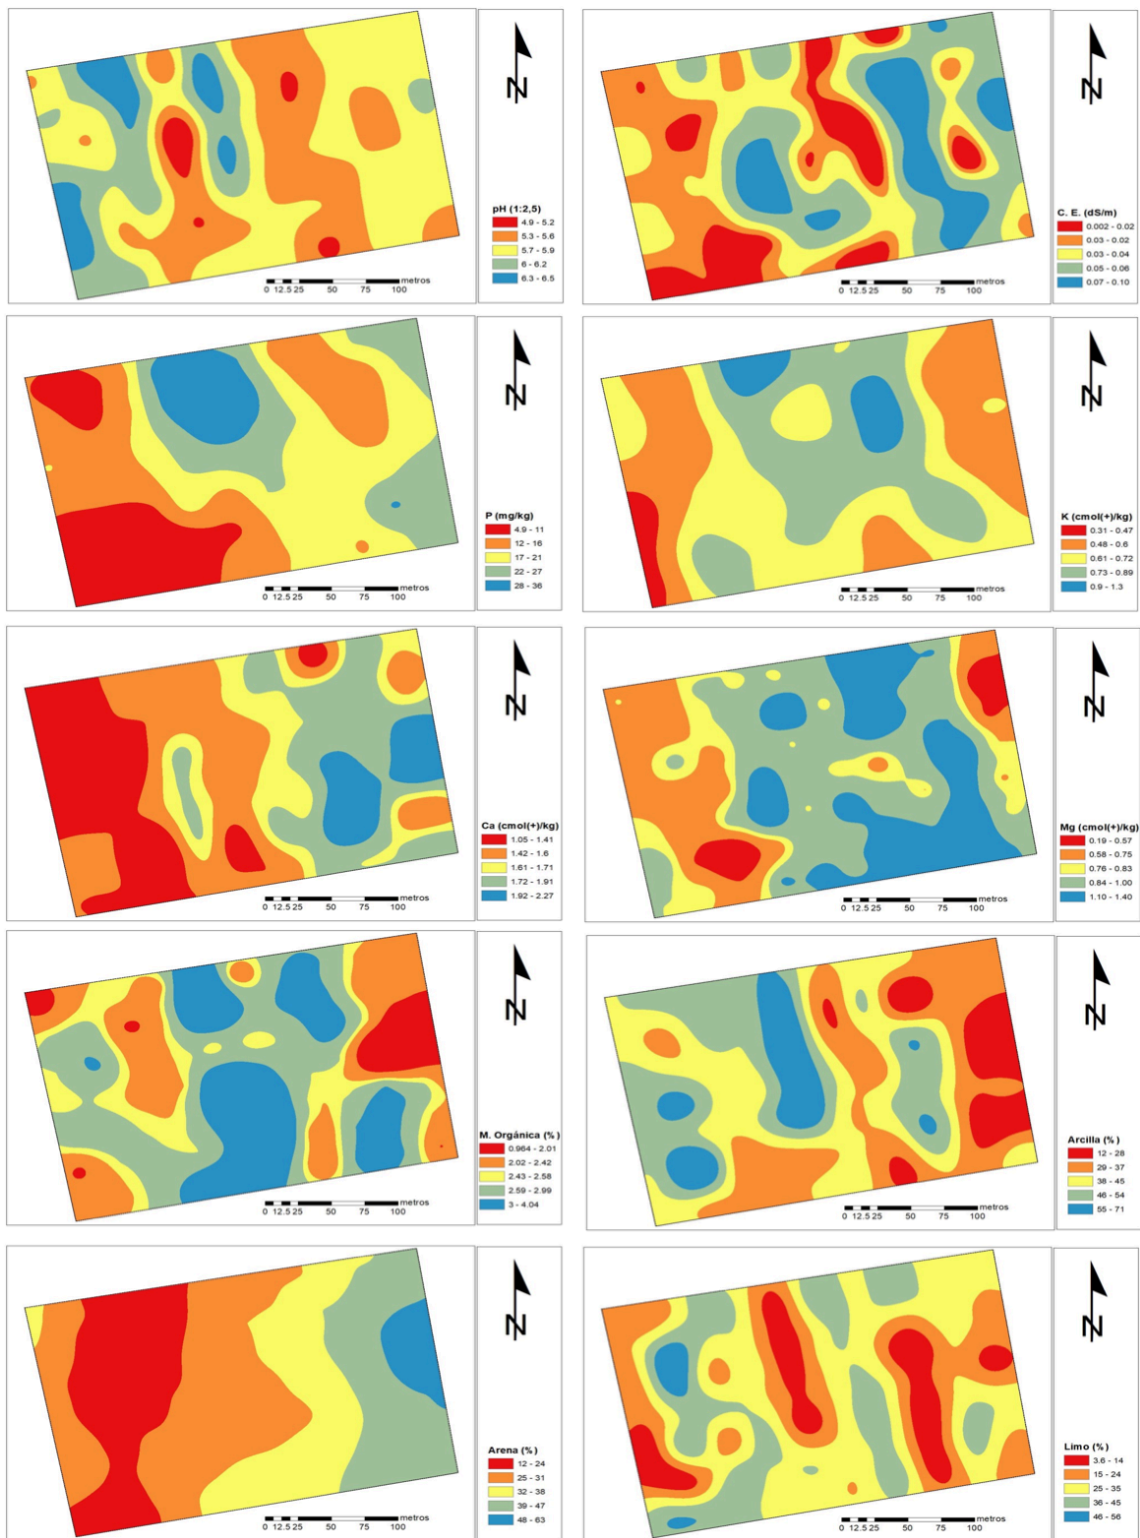 N
pH (1:2,5)
4.9 - 5.2
5.3 - 5.6
5.7 - 5.9
6 - 6.2
6.3 - 6.5
0 12.5 25 50 75 100 metros
N
C. E. (dS/m)
0.002 - 0.02
0.03 - 0.02
0.03 - 0.04
0.05 - 0.06
0.07 - 0.10
0 12.5 25 50 75 100 metros
N
P (mg/kg)
4.9 - 11
12 - 16
17 - 21
22 - 27
28 - 36
0 12.5 25 50 75 100 metros
N
K (cmol(+)/kg)
0.31 - 0.47
0.48 - 0.6
0.61 - 0.72
0.73 - 0.89
0.9 - 1.3
0 12.5 25 50 75 100 metros
N
Ca (cmol(+)/kg)
1.05 - 1.41
1.42 - 1.6
1.61 - 1.71
1.72 - 1.91
1.92 - 2.27
0 12.5 25 50 75 100 metros
N
Mg (cmol(+)/kg)
0.19 - 0.57
0.58 - 0.75
0.76 - 0.83
0.84 - 1.00
1.10 - 1.40
0 12.5 25 50 75 100 metros
N
M. Orgánica (%)
0.964 - 2.01
2.02 - 2.42
2.43 - 2.58
2.59 - 2.99
3 - 4.04
0 12.5 25 50 75 100 metros
N
Arcilla (%)
12 - 28
29 - 37
38 - 45
46 - 54
55 - 71
0 12.5 25 50 75 100 metros
N
Arena (%)
12 - 24
25 - 31
32 - 38
39 - 47
48 - 63
0 12.5 25 50 75 100 metros
N
Limo (%)
3.6 - 14
15 - 24
25 - 35
36 - 45
46 - 56
0 12.5 25 50 75 100 metros